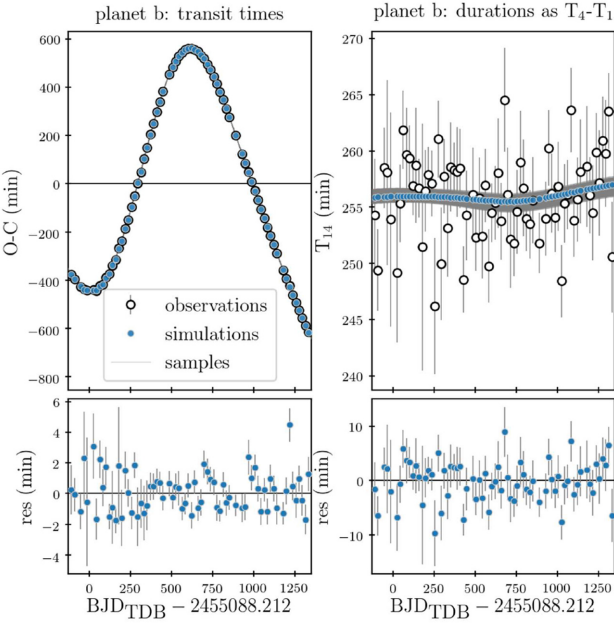 planet b: transit times
planet b: durations as T4-T1
600
400
200
0
−200
−400
−600
−800
O-C (min)
observations
simulations
samples
270
265
260
255
250
245
240
T14 (min)
6
4
2
0
−2
−4
res (min)
0 250 500 750 1000 1250
BJDTDB − 2455088.212
10
0
−10
res (min)
0 250 500 750 1000 1250
BJDTDB − 2455088.212